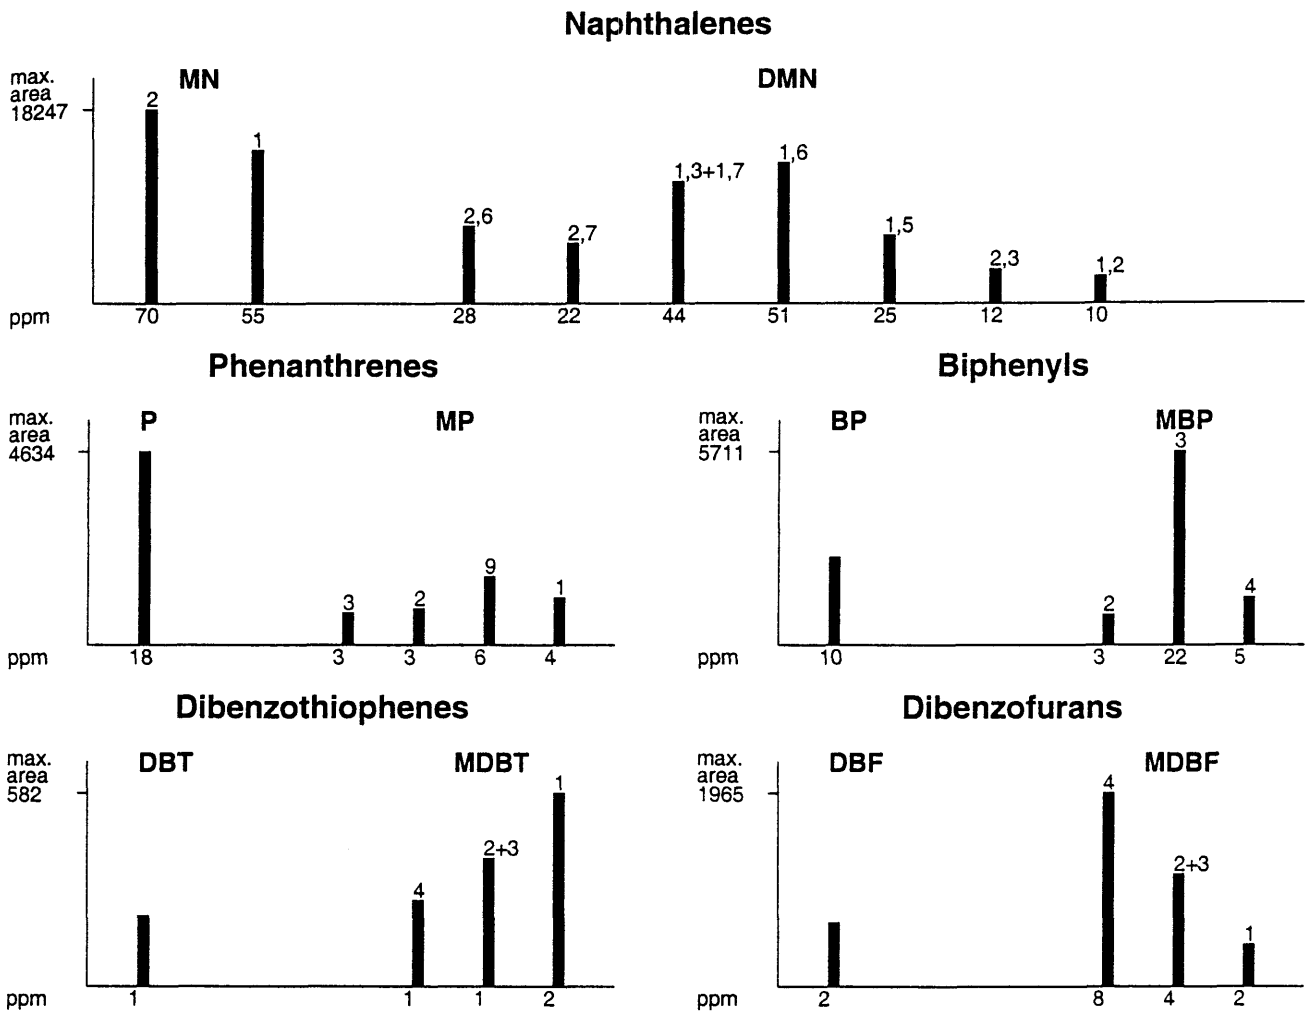 Naphthalenes
max.
area
18247
MN
DMN
2
1
2,6
2,7
1,3+1,7
1,6
1,5
2,3
1,2
ppm 70 55 28 22 44 51 25 12 10
Phenanthrenes
max.
area
4634
P
MP
3
2
9
1
ppm 18 3 3 6 4
Biphenyls
max.
area
5711
BP
MBP
2
3
4
ppm 10 3 22 5
Dibenzothiophenes
max.
area
582
DBT
MDBT
4
2+3
1
ppm 1 1 1 2
Dibenzofurans
max.
area
1965
DBF
MDBF
4
2+3
1
ppm 2 8 4 2